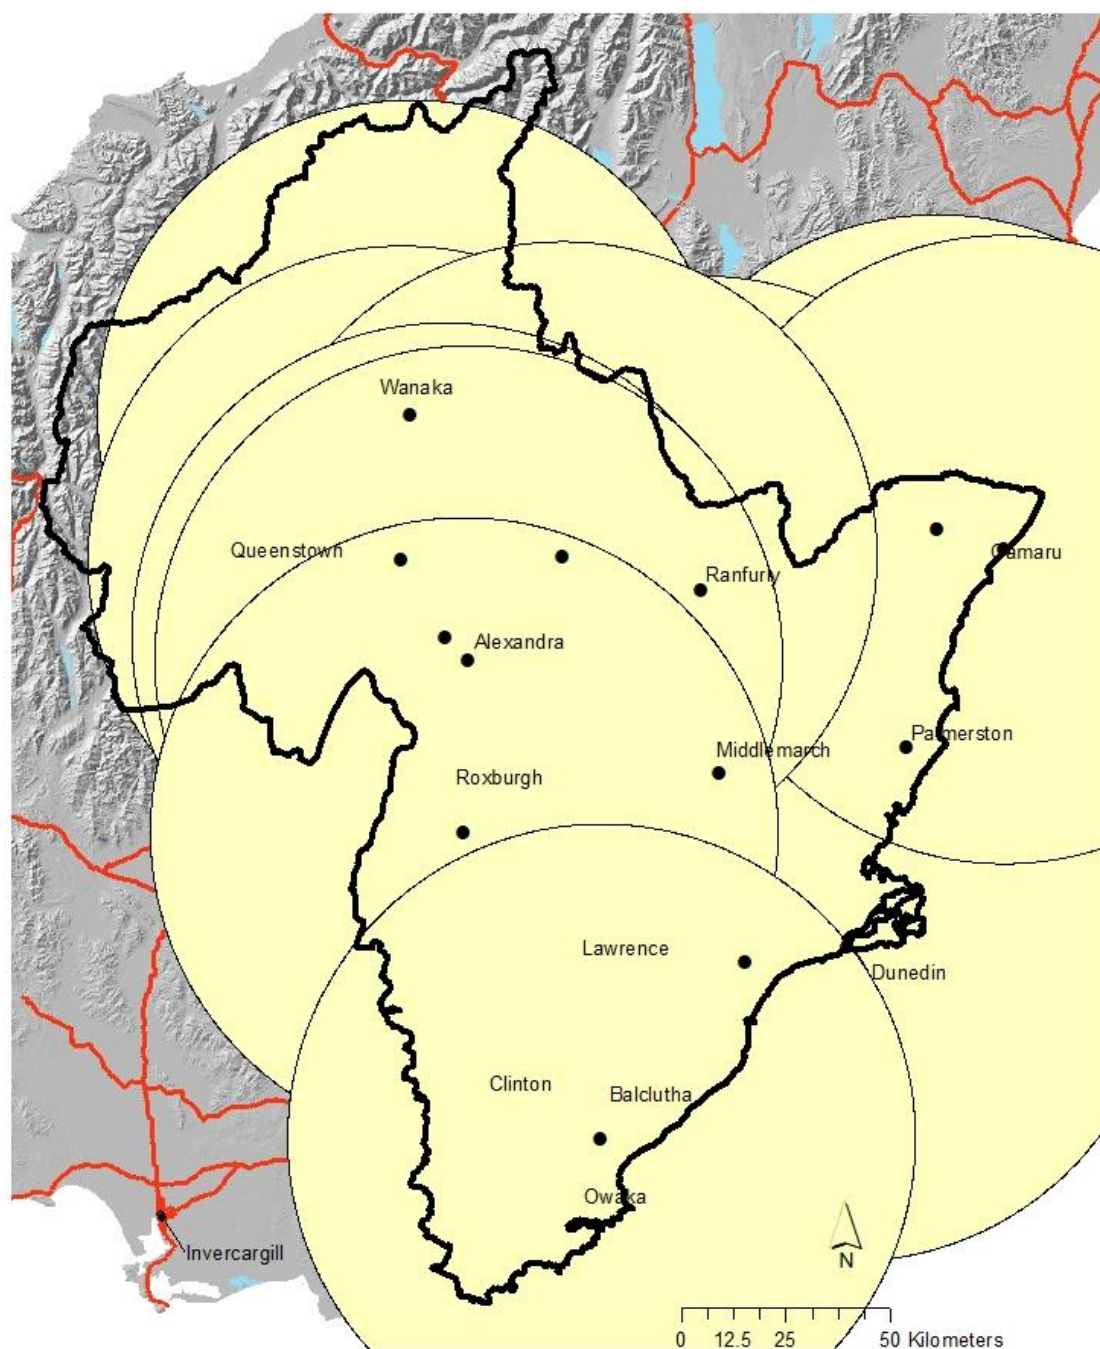 Wanaka
Queenstown
Ranfurly
Oamaru
Alexandra
Palmerston
Middlemarch
Roxburgh
Lawrence
Dunedin
Clinton
Balclutha
Owaka
Invercargill
N
0 12.5 25 50 Kilometers